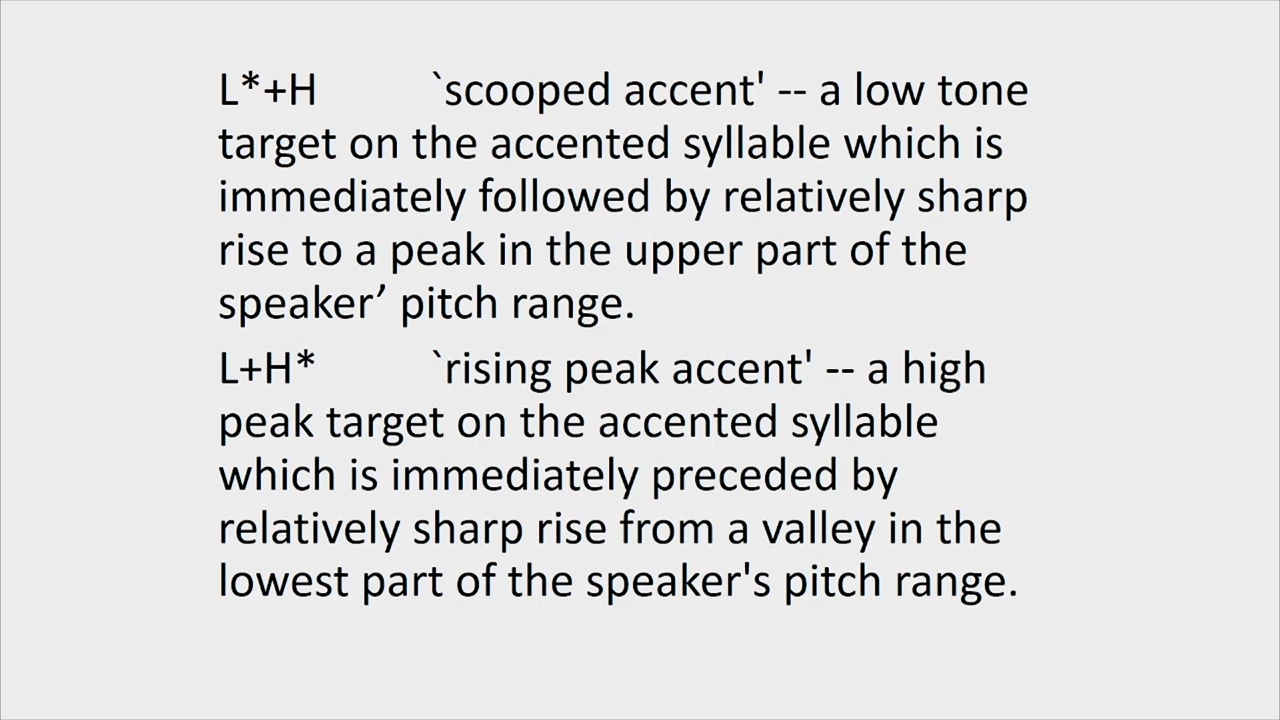 L*+H `scooped accent' -- a low tone
target on the accented syllable which is
immediately followed by relatively sharp
rise to a peak in the upper part of the
speaker’ pitch range.
L+H* `rising peak accent' -- a high
peak target on the accented syllable
which is immediately preceded by
relatively sharp rise from a valley in the
lowest part of the speaker's pitch range.